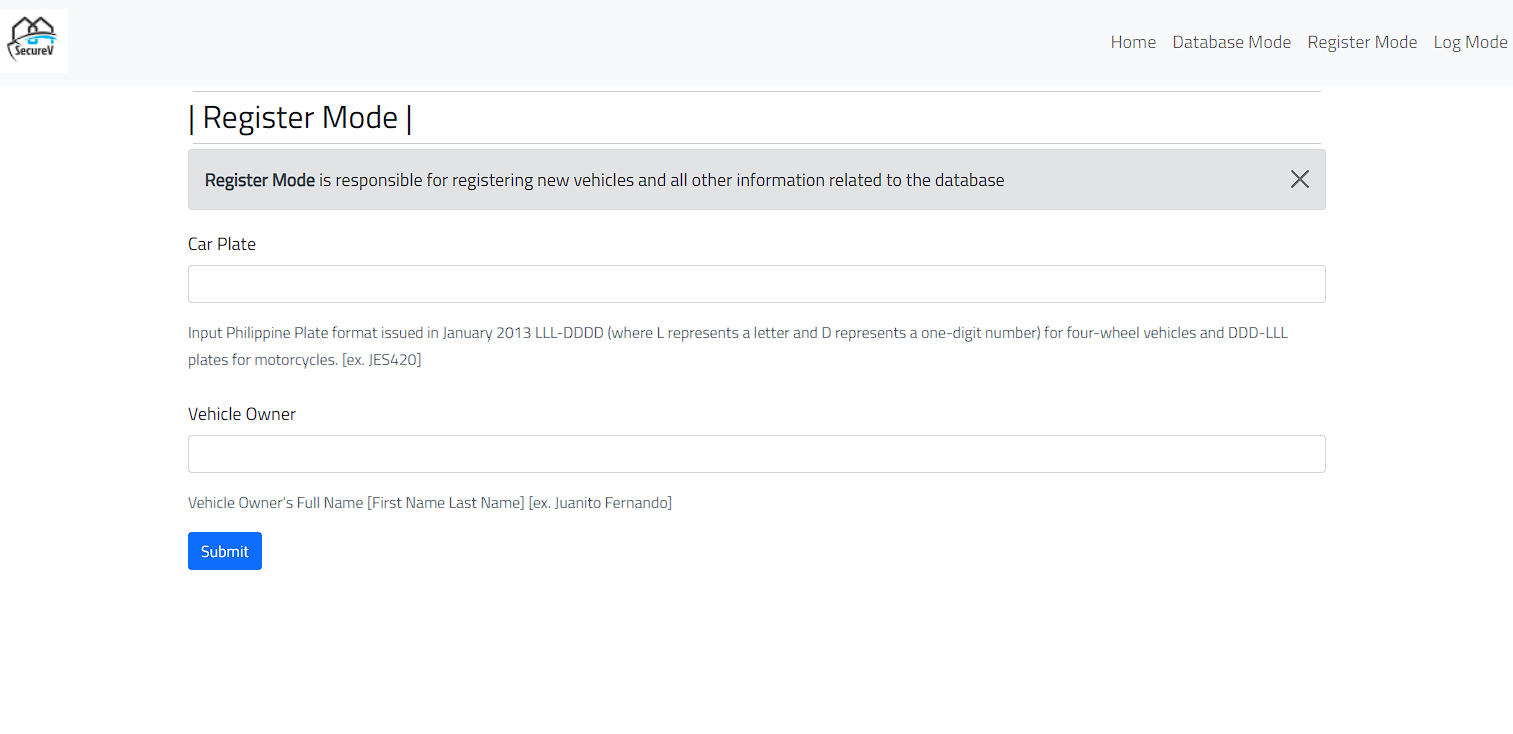 SecureV
Home Database Mode Register Mode Log Mode
| Register Mode |
Register Mode is responsible for registering new vehicles and all other information related to the database
Car Plate
Input Philippine Plate format issued in January 2013 LLL-DDDD (where L represents a letter and D represents a one-digit number) for four-wheel vehicles and DDD-LLL
plates for motorcycles. [ex. JES420]
Vehicle Owner
Vehicle Owner's Full Name [First Name Last Name] [ex. Juanito Fernando]
Submit